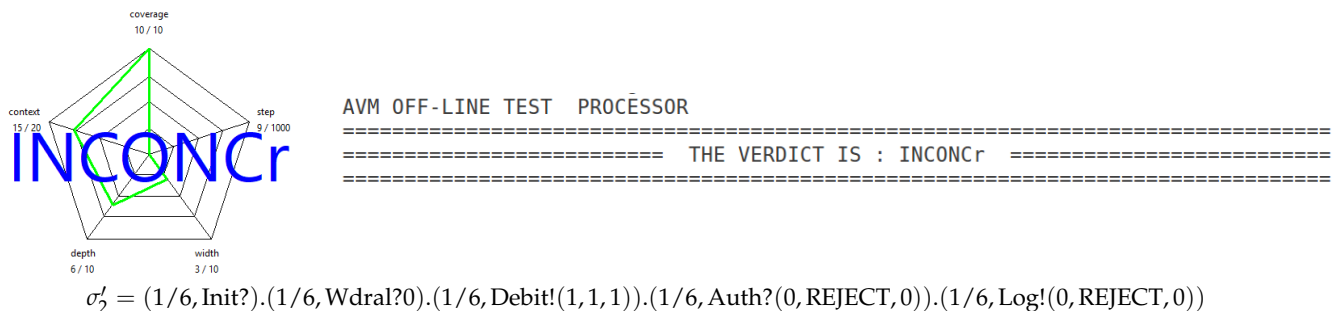 coverage
10 / 10
context
15 / 20
step
9 / 1000
INCONCr
depth
6 / 10
width
3 / 10
AVM OFF-LINE TEST PROCESSOR
================================================================================
========================== THE VERDICT IS : INCONCr ==========================
================================================================================
σ′₂ = (1/6, Init?).(1/6, Wdral?0).(1/6, Debit!(1, 1, 1)).(1/6, Auth?(0, REJECT, 0)).(1/6, Log!(0, REJECT, 0))